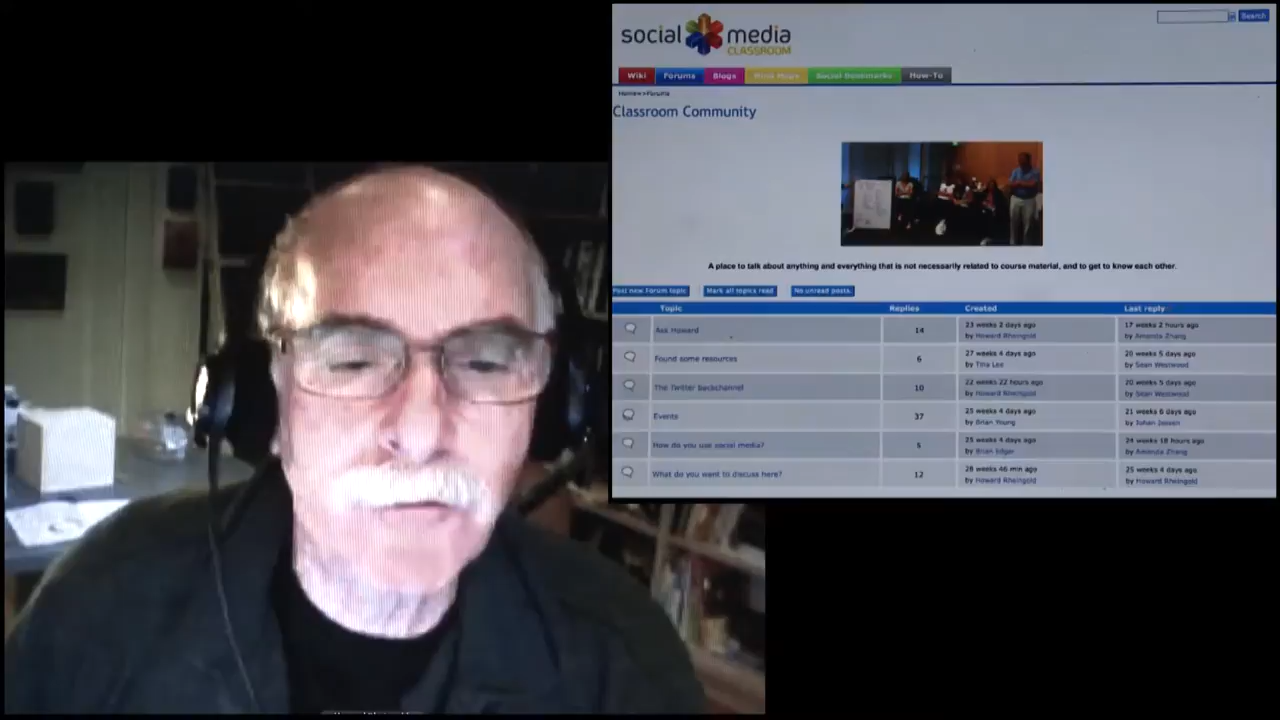 social media
CLASSROOM
Search
Wiki
Forums
Blogs
Mind Maps
Social Bookmarks
How-To
Home>>Forums
Classroom Community
A place to talk about anything and everything that is not necessarily related to course material, and to get to know each other.
Post new Forum topic
Mark all topics read
No unread posts.
Topic Replies Created Last reply
Ask Howard 14 23 weeks 2 days ago 17 weeks 2 hours ago
by Howard Rheingold by Amanda Zhang
Found some resources 6 27 weeks 4 days ago 20 weeks 5 days ago
by Tina Lee by Sean Westwood
The Twitter backchannel 10 22 weeks 22 hours ago 20 weeks 5 days ago
by Howard Rheingold by Sean Westwood
Events 37 25 weeks 4 days ago 21 weeks 6 days ago
by Brian Young by
How do you use social media? 5 25 weeks 4 days ago 24 weeks 18 hours ago
by Brian Edgar by Amanda Zhang
What do you want to discuss here? 12 28 weeks 46 min ago 25 weeks 4 days ago
by Howard Rheingold by Howard Rheingold